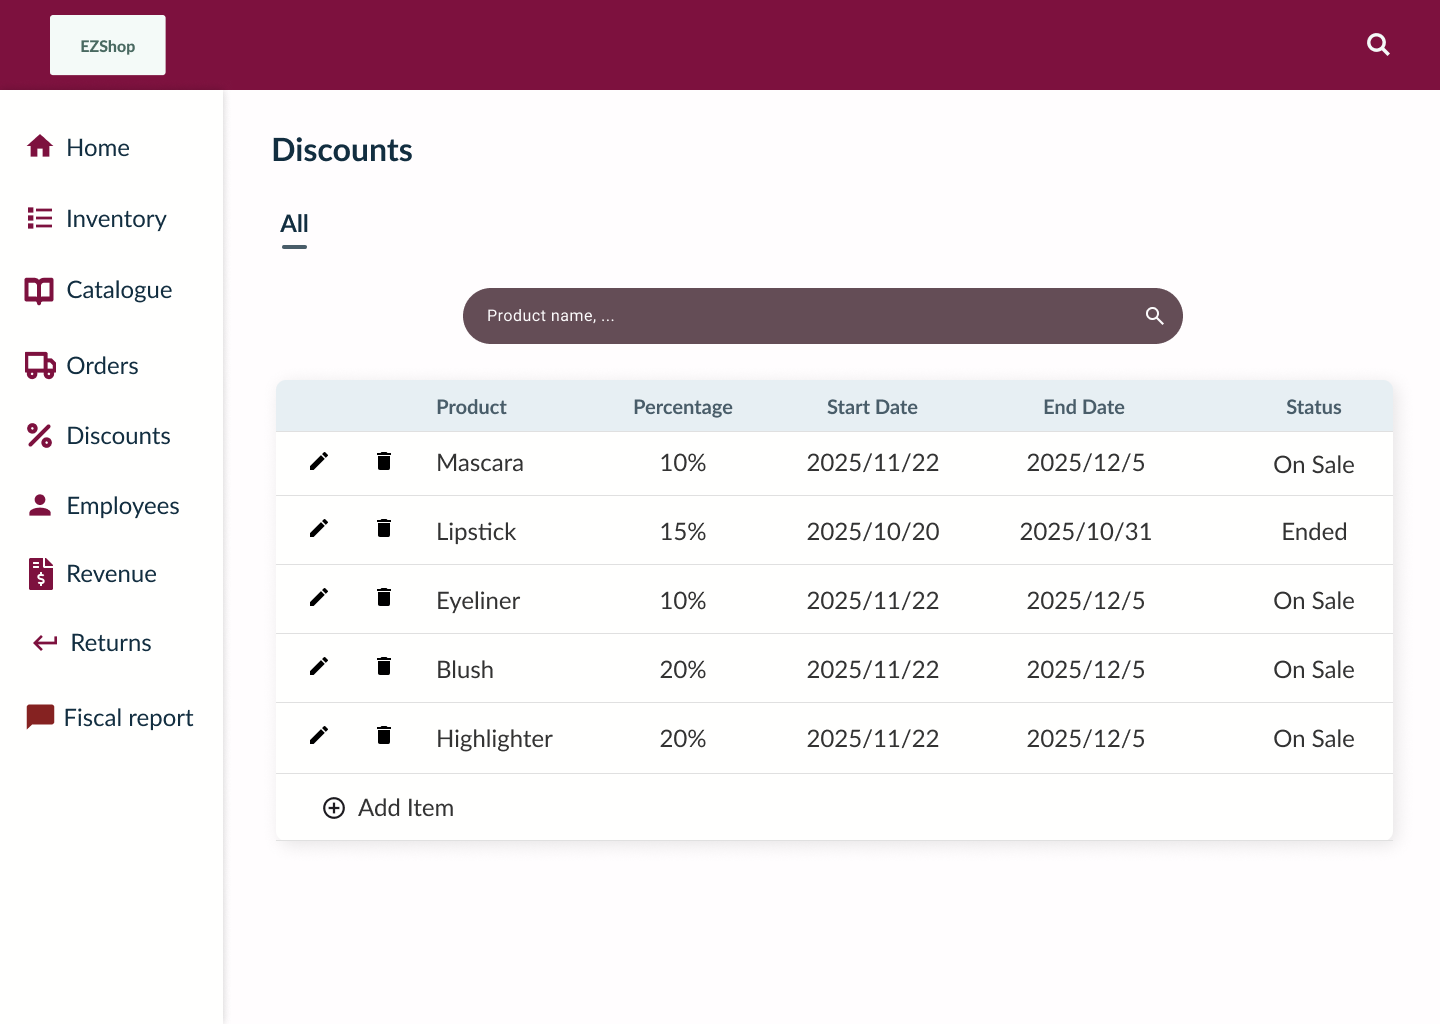 EZShop
Home
Inventory
Catalogue
Orders
Discounts
Employees
Revenue
Returns
Fiscal report
Discounts
All
Product name, ...
Product Percentage Start Date End Date Status
Mascara 10% 2025/11/22 2025/12/5 On Sale
Lipstick 15% 2025/10/20 2025/10/31 Ended
Eyeliner 10% 2025/11/22 2025/12/5 On Sale
Blush 20% 2025/11/22 2025/12/5 On Sale
Highlighter 20% 2025/11/22 2025/12/5 On Sale
Add Item